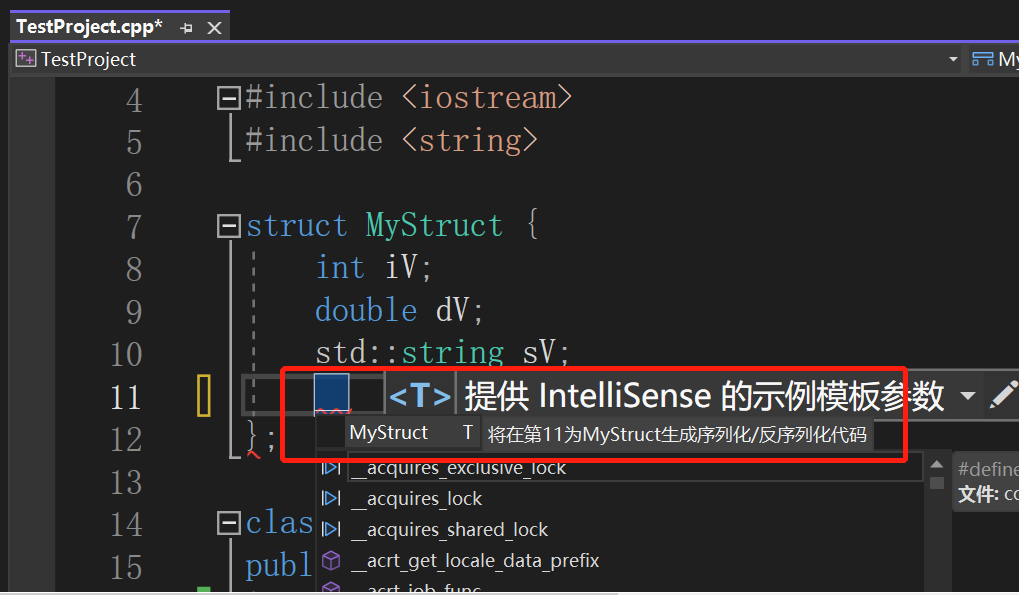 TestProject.cpp*
TestProject
My
4 #include <iostream>
5 #include <string>
6
7 struct MyStruct {
8 int iV;
9 double dV;
10 std::string sV;
11 <T> 提供 IntelliSense 的示例模板参数
MyStruct T 将在第11为MyStruct生成序列化/反序列化代码
12 };
__acquires_exclusive_lock
#define
13
__acquires_lock
文件: co
14 clas
__acquires_shared_lock
15 publ
__acrt_get_locale_data_prefix
__acrt_job_func